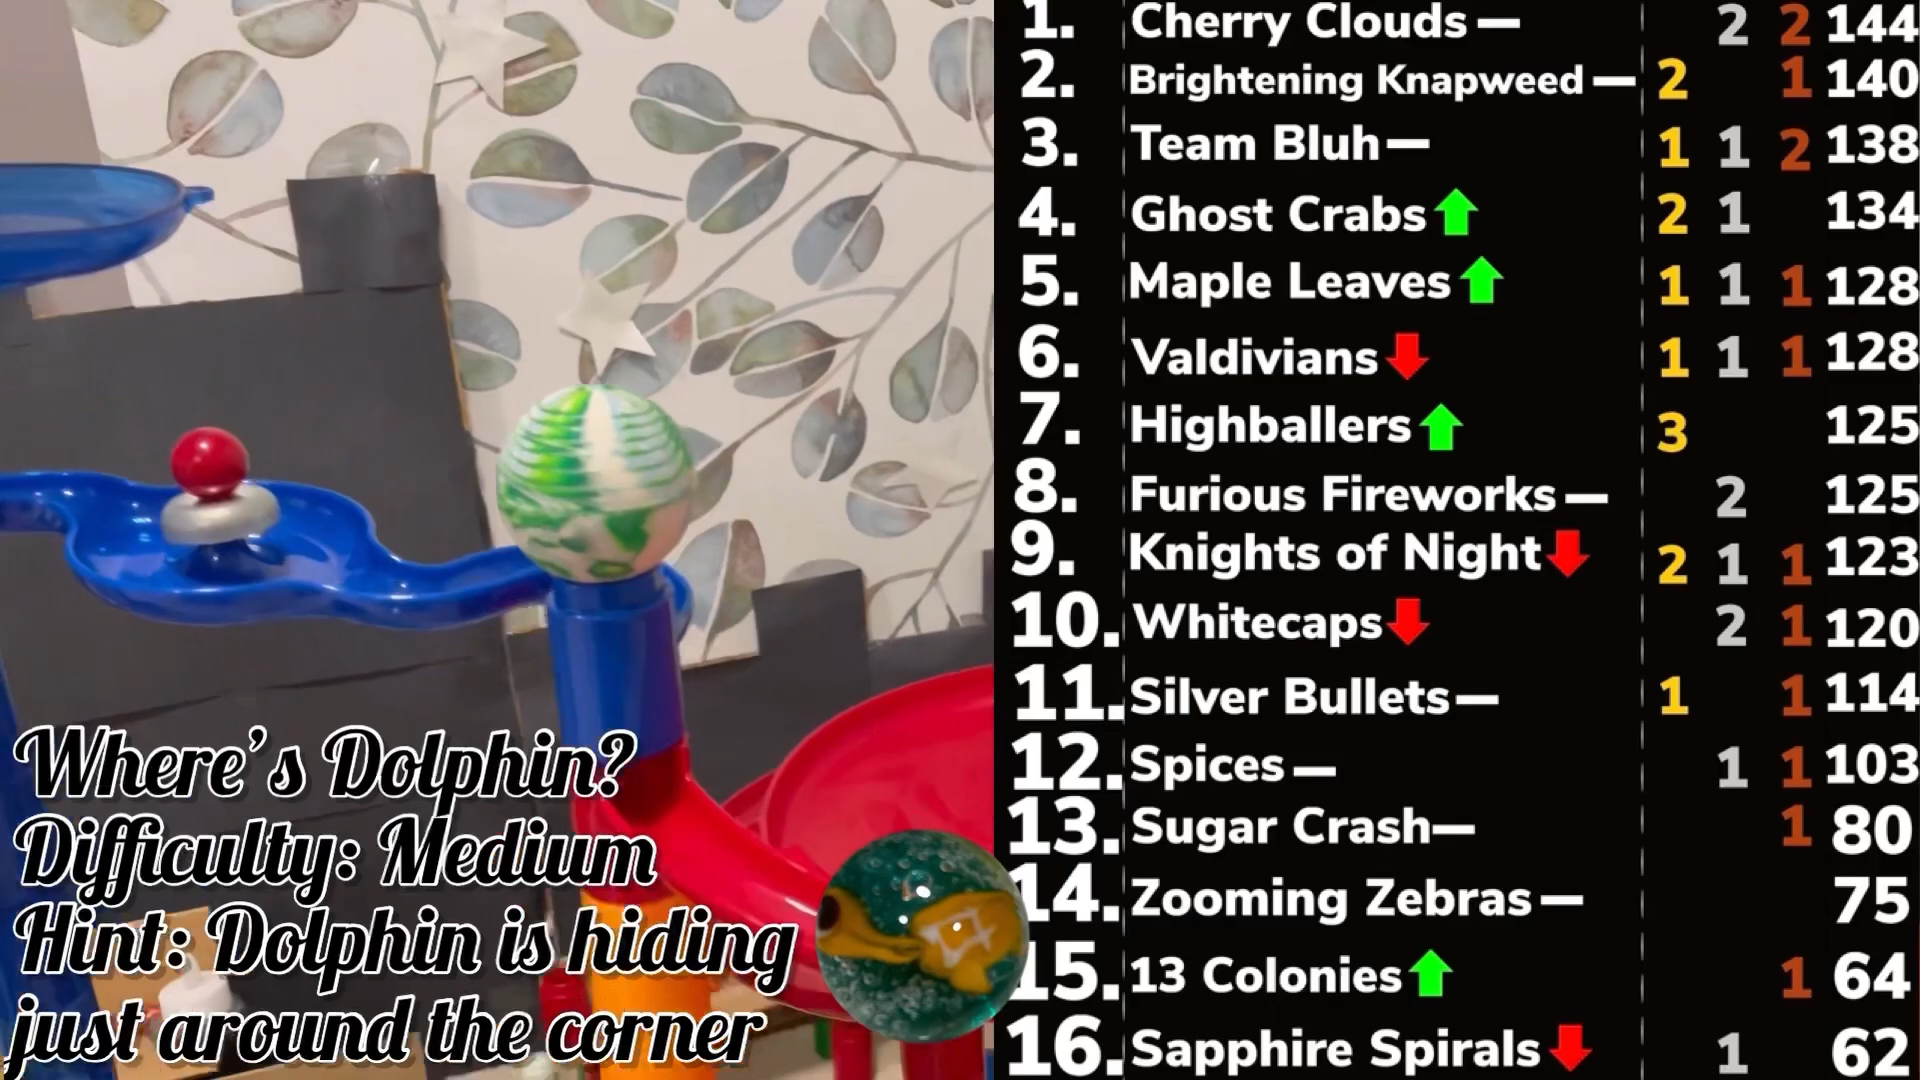 Where's Dolphin?
Difficulty: Medium
Hint: Dolphin is hiding
just around the corner
1. Cherry Clouds — 2 2 144
2. Brightening Knapweed — 2 1 140
3. Team Bluh — 1 1 2 138
4. Ghost Crabs 2 1 134
5. Maple Leaves 1 1 1 128
6. Valdivians 1 1 1 128
7. Highballers 3 125
8. Furious Fireworks — 2 125
9. Knights of Night 2 1 1 123
10. Whitecaps 2 1 120
11. Silver Bullets — 1 1 114
12. Spices — 1 1 103
13. Sugar Crash — 1 80
14. Zooming Zebras — 75
15. 13 Colonies 1 64
16. Sapphire Spirals 1 62